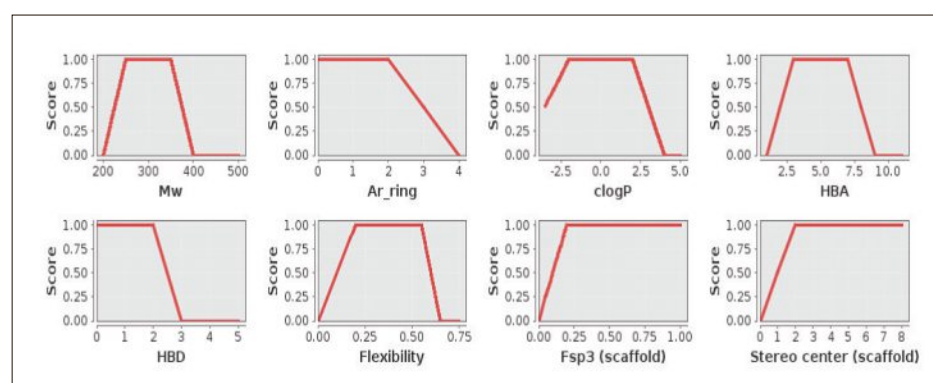 Score
1.00
0.75
0.50
0.25
0.00
200 300 400 500
Mw
Score
1.00
0.75
0.50
0.25
0.00
0 1 2 3 4
Ar_ring
Score
1.00
0.75
0.50
0.25
0.00
-2.5 0.0 2.5 5.0
clogP
Score
1.00
0.75
0.50
0.25
0.00
2.5 5.0 7.5 10.0
HBA
Score
1.00
0.75
0.50
0.25
0.00
0 1 2 3 4 5
HBD
Score
1.00
0.75
0.50
0.25
0.00
0.00 0.25 0.50 0.75
Flexibility
Score
1.00
0.75
0.50
0.25
0.00
0.00 0.25 0.50 0.75 1.00
Fsp3 (scaffold)
Score
1.00
0.75
0.50
0.25
0.00
0 1 2 3 4 5 6 7 8
Stereo center (scaffold)